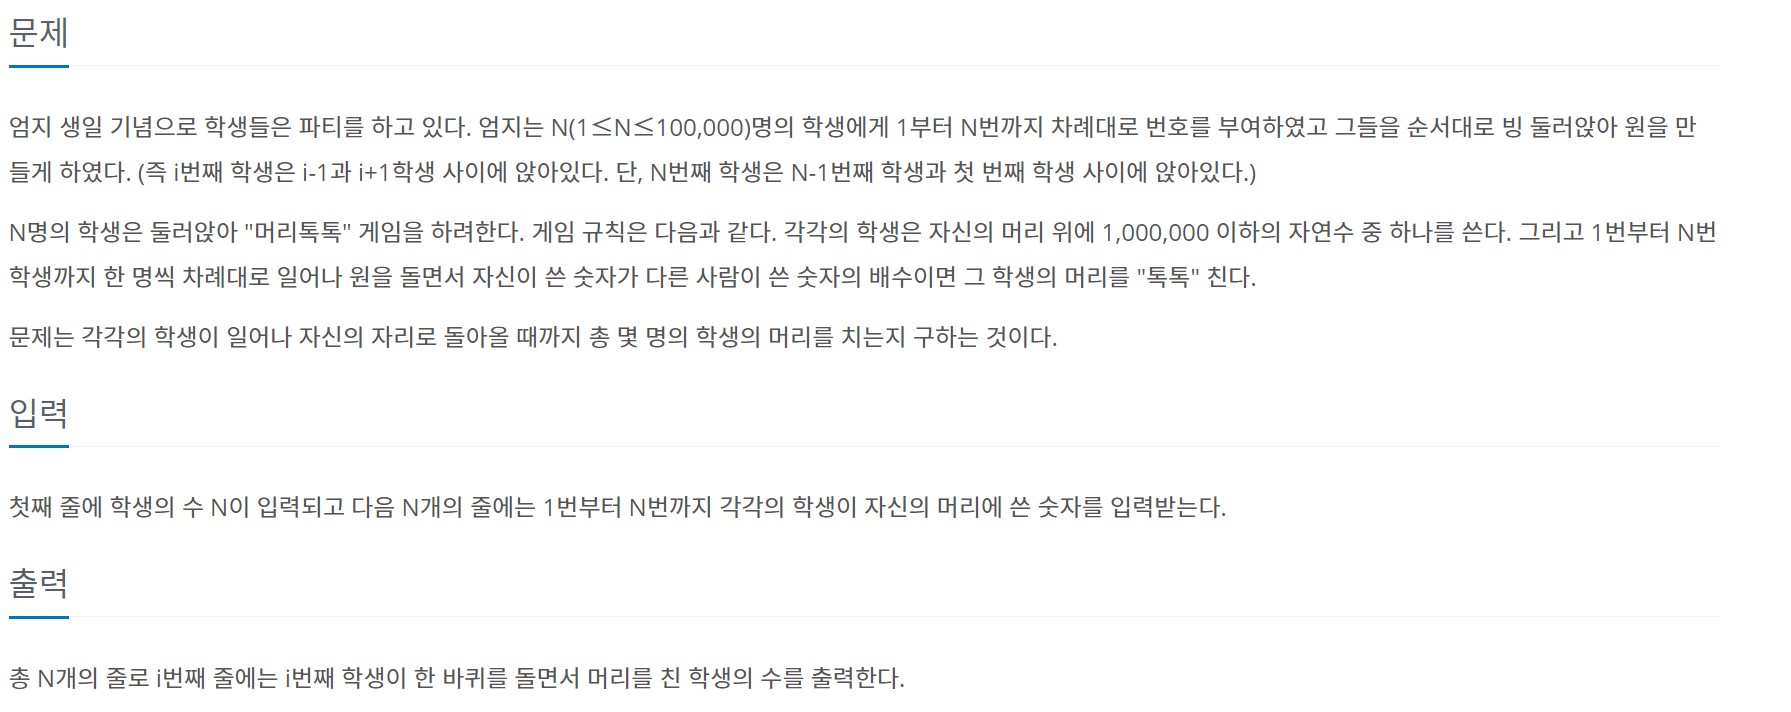 문제
엄지 생일 기념으로 학생들은 파티를 하고 있다. 엄지는 N(1≤N≤100,000)명의 학생에게 1부터 N번까지 차례대로 번호를 부여하였고 그들을 순서대로 빙 둘러앉아 원을 만
들게 하였다. (즉 i번째 학생은 i-1과 i+1학생 사이에 앉아있다. 단, N번째 학생은 N-1번째 학생과 첫 번째 학생 사이에 앉아있다.)
N명의 학생은 둘러앉아 "머리톡톡" 게임을 하려한다. 게임 규칙은 다음과 같다. 각각의 학생은 자신의 머리 위에 1,000,000 이하의 자연수 중 하나를 쓴다. 그리고 1번부터 N번
학생까지 한 명씩 차례대로 일어나 원을 돌면서 자신이 쓴 숫자가 다른 사람이 쓴 숫자의 배수이면 그 학생의 머리를 "톡톡" 친다.
문제는 각각의 학생이 일어나 자신의 자리로 돌아올 때까지 총 몇 명의 학생의 머리를 치는지 구하는 것이다.
입력
첫째 줄에 학생의 수 N이 입력되고 다음 N개의 줄에는 1번부터 N번까지 각각의 학생이 자신의 머리에 쓴 숫자를 입력받는다.
출력
총 N개의 줄로 i번째 줄에는 i번째 학생이 한 바퀴를 돌면서 머리를 친 학생의 수를 출력한다.